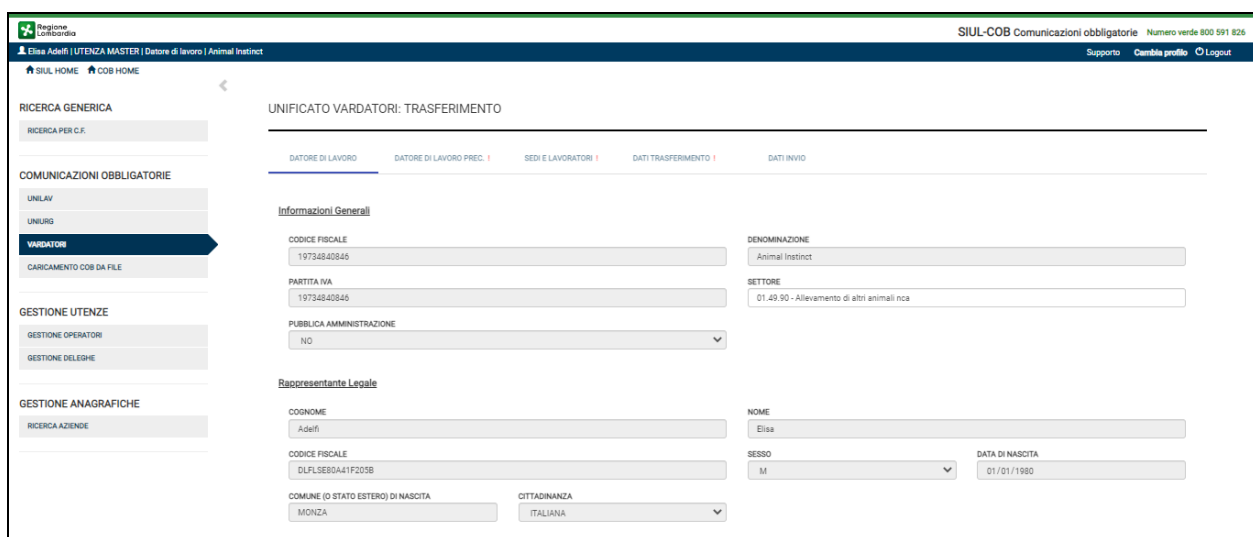 Regione
Lombardia
SIUL-COB Comunicazioni obbligatorie Numero verde 800 591 826
Elisa Adelfi | UTENZA MASTER | Datore di lavoro | Animal Instinct
Supporto Cambia profilo Logout
SIUL HOME COB HOME
RICERCA GENERICA
RICERCA PER C.F.
COMUNICAZIONI OBBLIGATORIE
UNILAV
UNIURG
VARDATORI
CARICAMENTO COB DA FILE
GESTIONE UTENZE
GESTIONE OPERATORI
GESTIONE DELEGHE
GESTIONE ANAGRAFICHE
RICERCA AZIENDE
UNIFICATO VARDATORI: TRASFERIMENTO
DATORE DI LAVORO DATORE DI LAVORO PREC. ! SEDI E LAVORATORI ! DATI TRASFERIMENTO ! DATI INVIO
Informazioni Generali
CODICE FISCALE DENOMINAZIONE
19734840846 Animal Instinct
PARTITA IVA SETTORE
19734840846 01.49.90 - Allevamento di altri animali nca
PUBBLICA AMMINISTRAZIONE
NO
Rappresentante Legale
COGNOME NOME
Adelfi Elisa
CODICE FISCALE SESSO DATA DI NASCITA
DLFLSE80A41F205B M 01/01/1980
COMUNE (O STATO ESTERO) DI NASCITA CITTADINANZA
MONZA ITALIANA